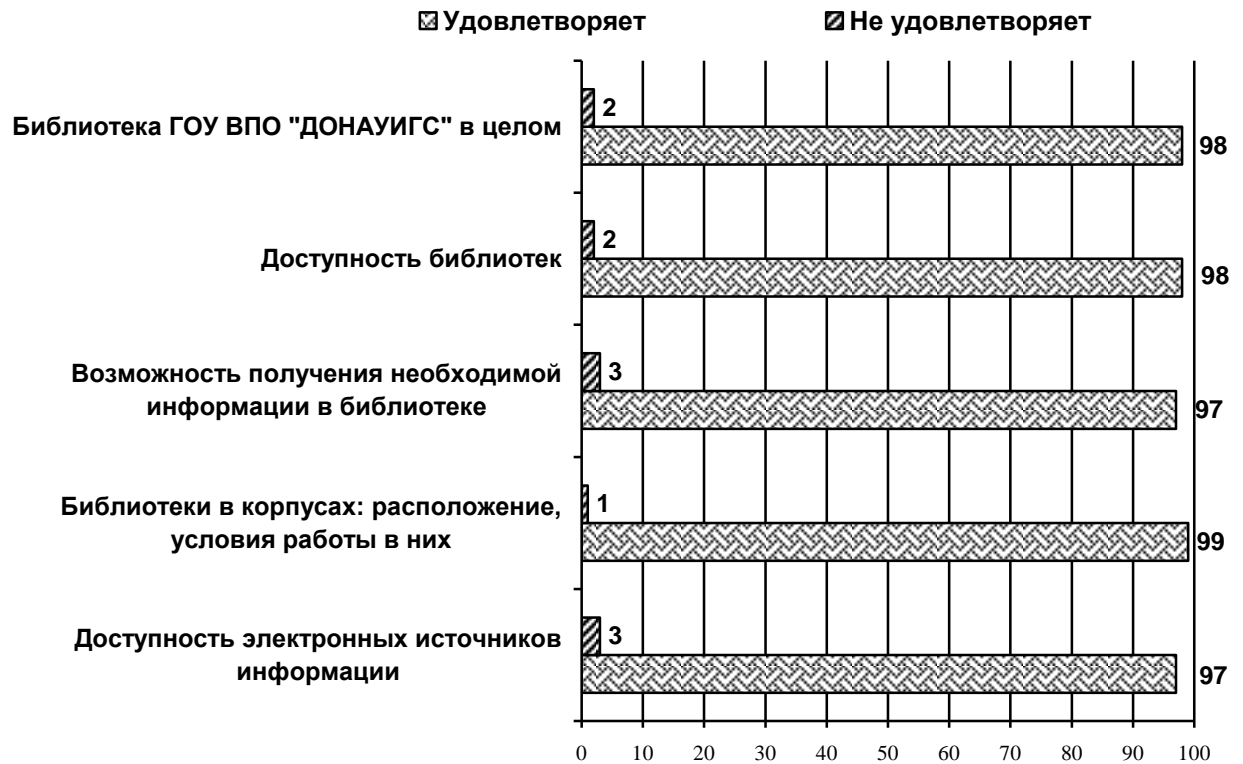 Удовлетворяет Не удовлетворяет
Библиотека ГОУ ВПО "ДОНАУИГС" в целом
2
98
Доступность библиотек
2
98
Возможность получения необходимой
информации в библиотеке
3
97
Библиотеки в корпусах: расположение,
условия работы в них
1
99
Доступность электронных источников
информации
3
97
0 10 20 30 40 50 60 70 80 90 100